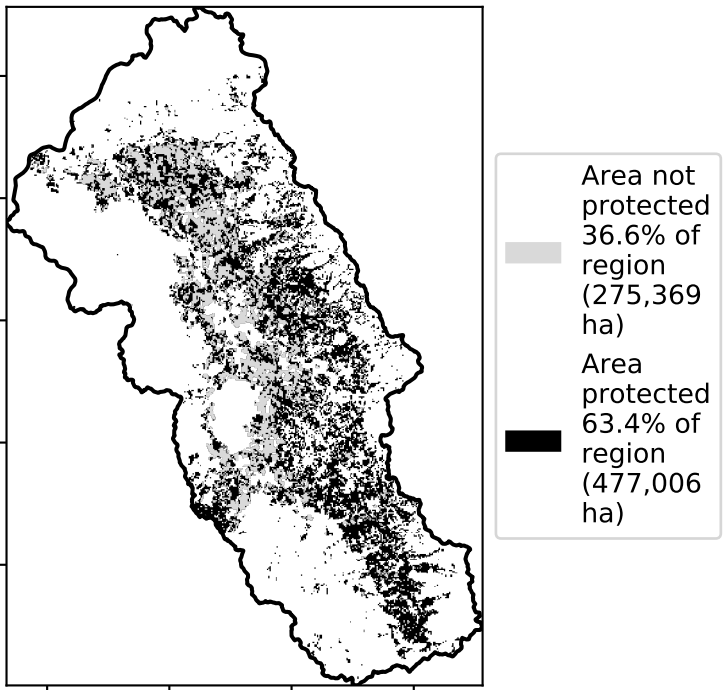 Area not
protected
36.6% of
region
(275,369
ha)
Area
protected
63.4% of
region
(477,006
ha)